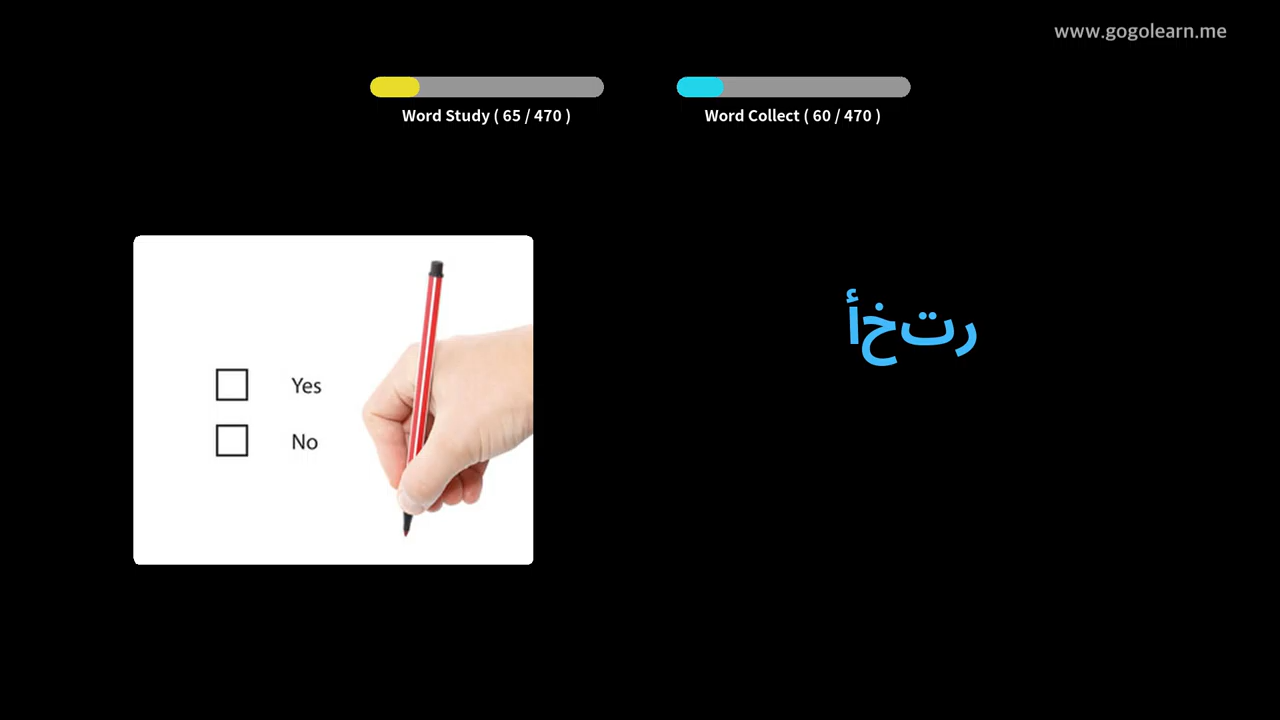 www.gogolearn.me
Word Study ( 65 / 470 )
Word Collect ( 60 / 470 )
أختر
Yes
No